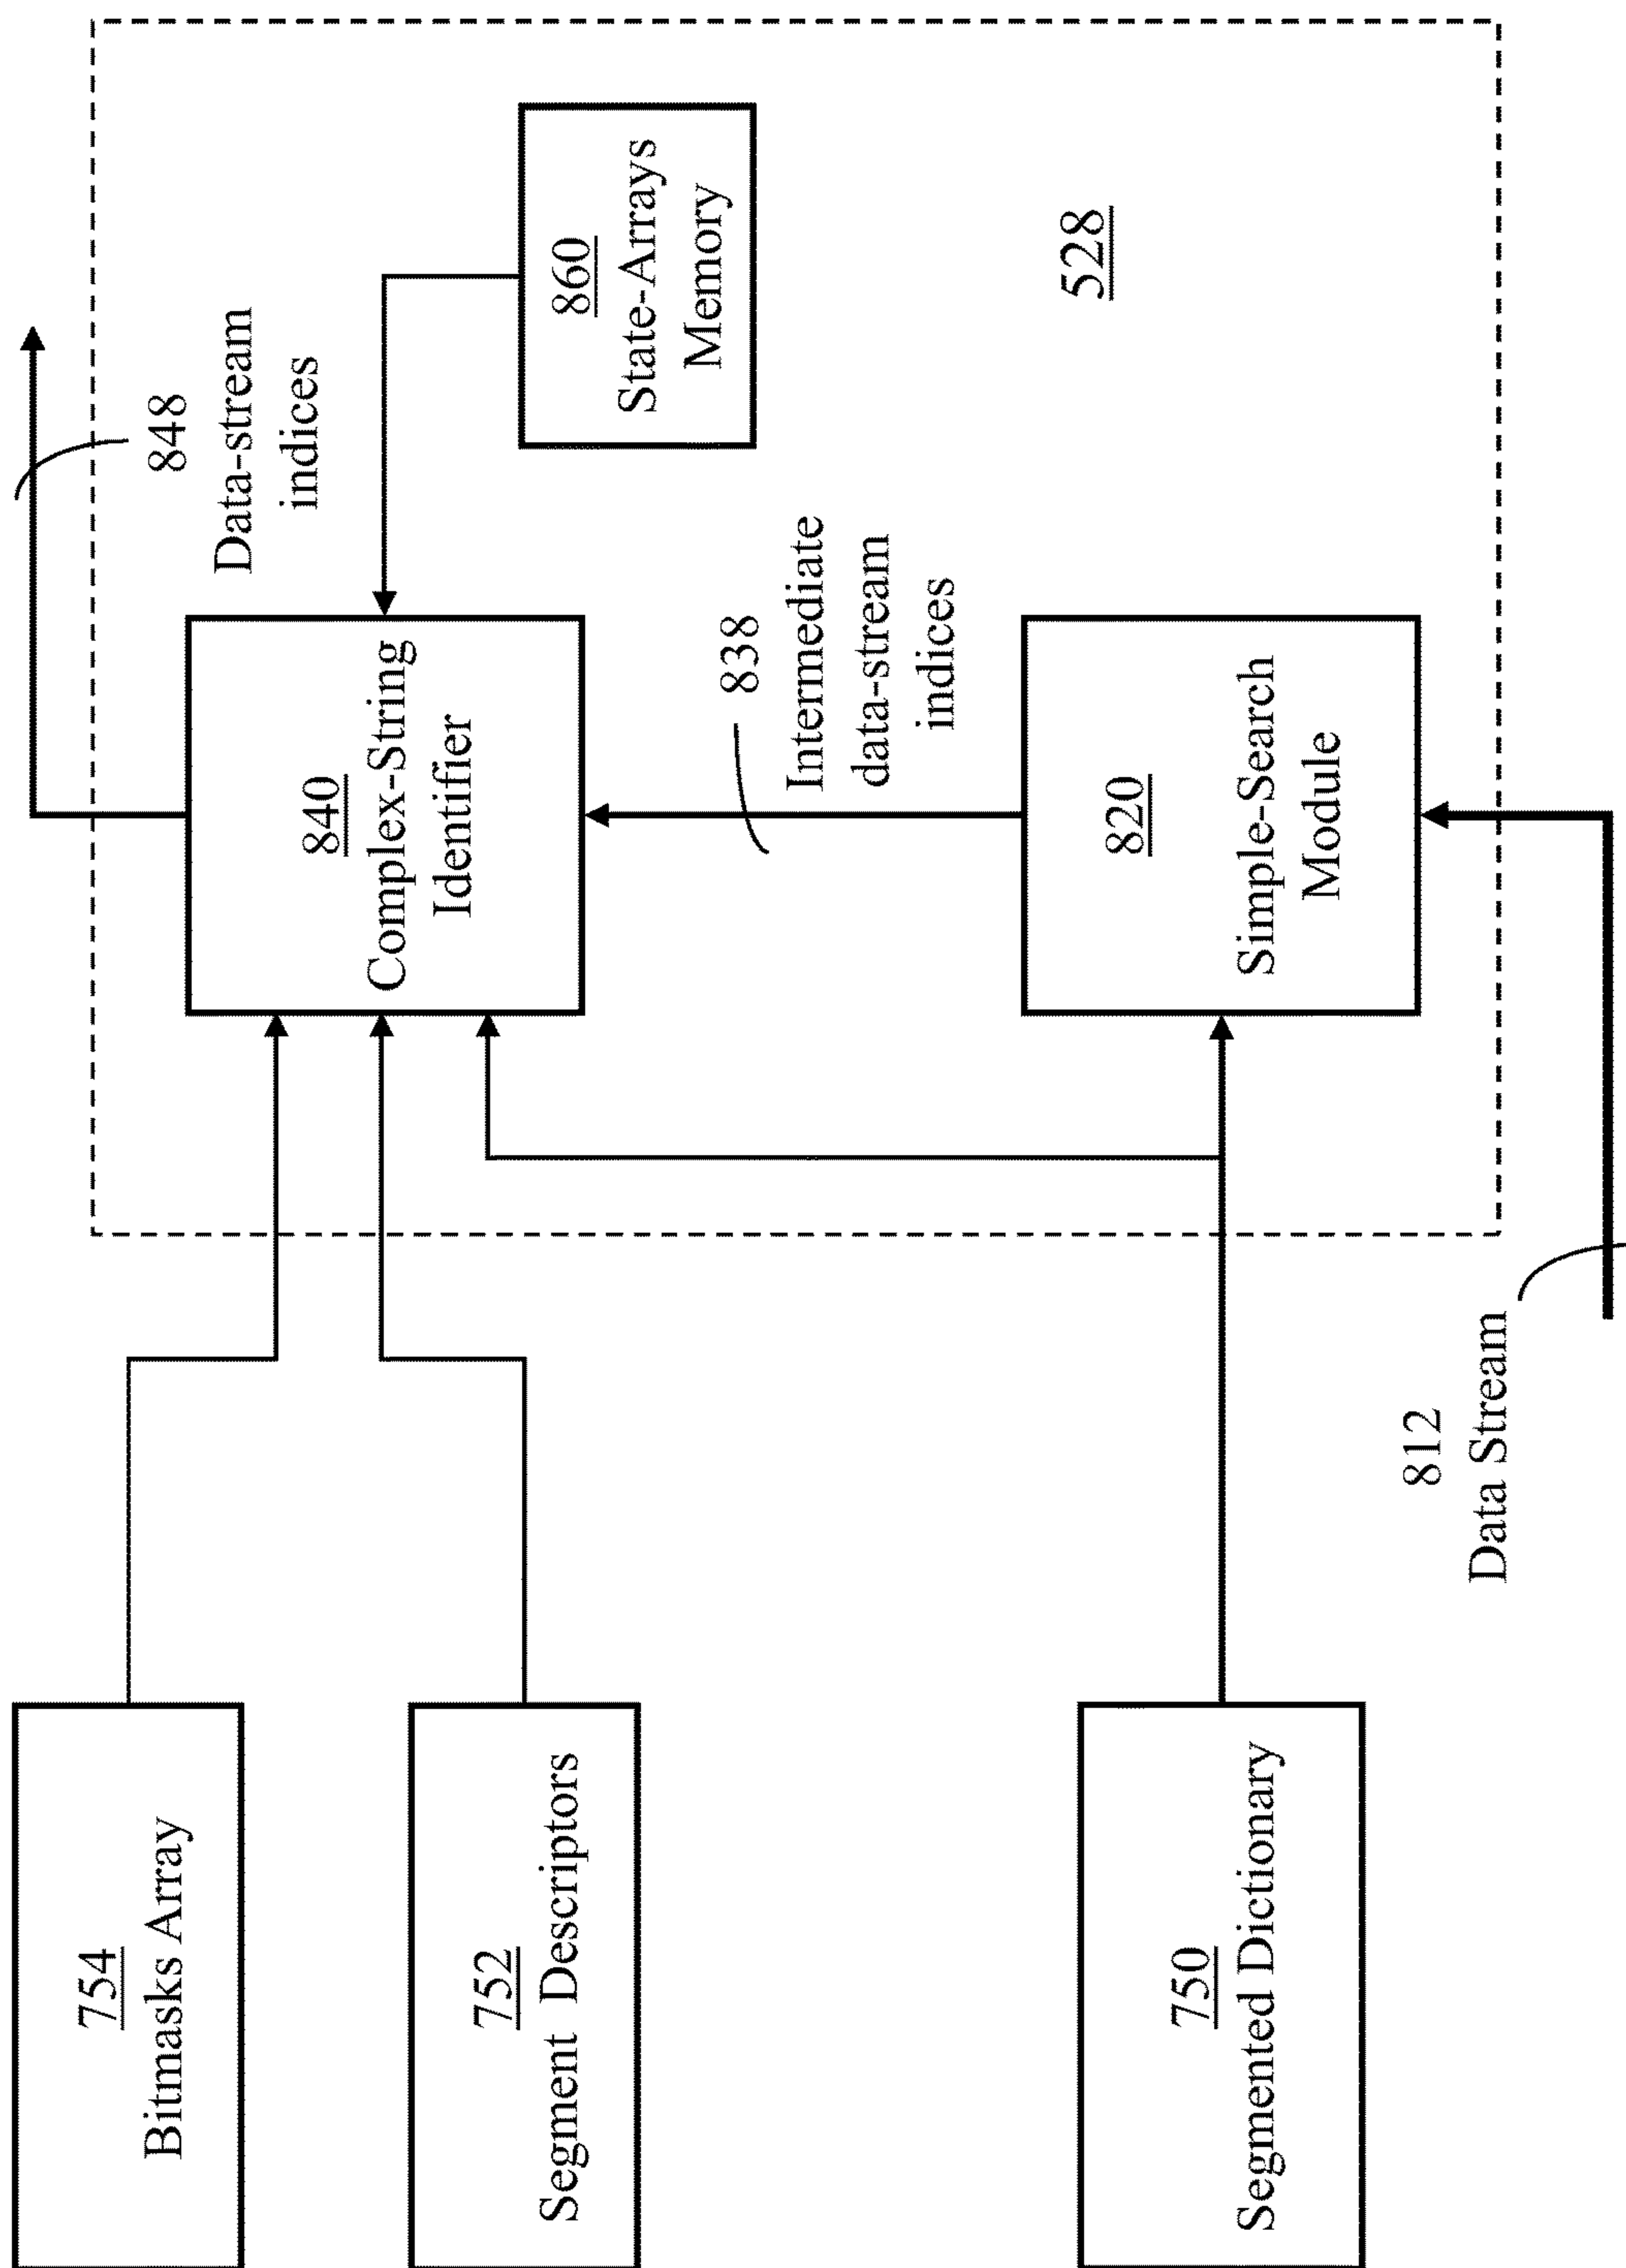 754
Bitmasks Array
752
Segment Descriptors
750
Segmented Dictionary
812
Data Stream
840
Complex-String
Identifier
820
Simple-Search
Module
838
Intermediate
data-stream
indices
848
Data-stream
indices
860
State-Arrays
Memory
528